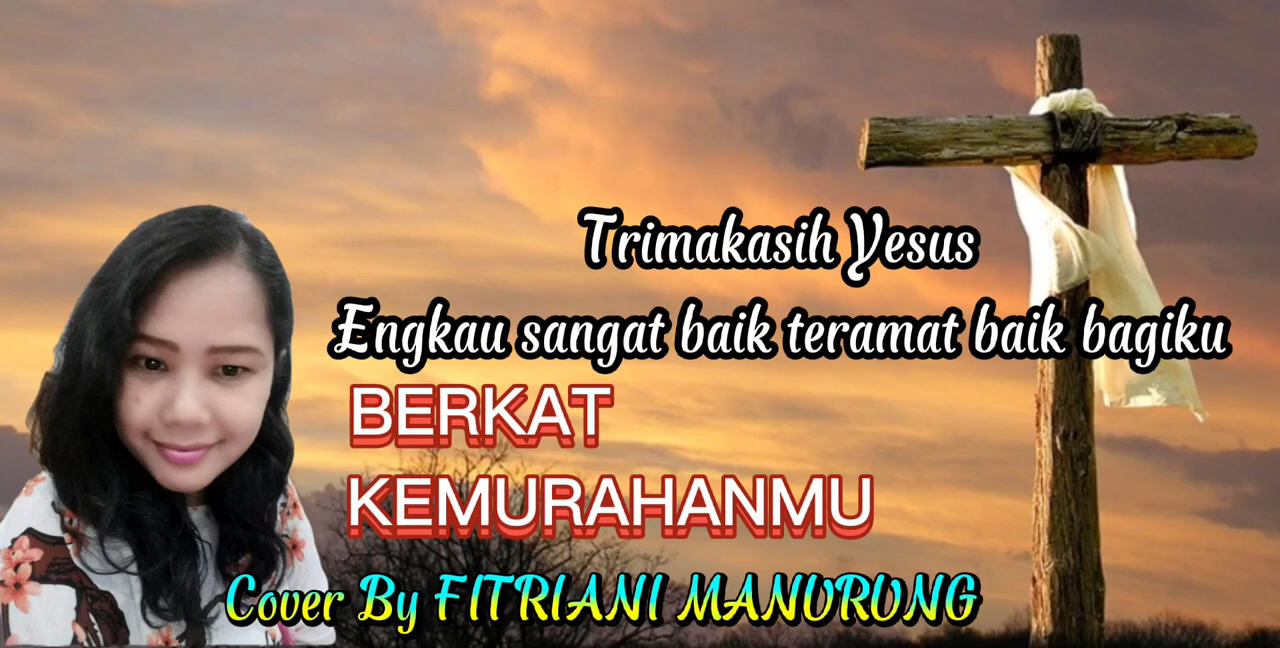 Trimakasih Yesus
Engkau sangat baik teramat baik bagiku
BERKAT
KEMURAHANMU
Cover By FITRIANI MANURUNG